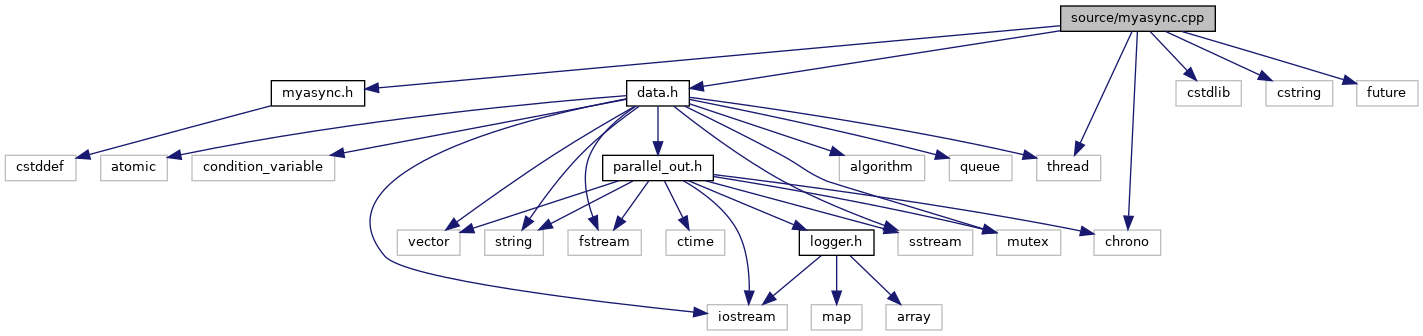 source/myasync.cpp
myasync.h
data.h
cstdlib
cstring
future
cstddef
atomic
condition_variable
parallel_out.h
algorithm
queue
thread
vector
string
fstream
ctime
logger.h
sstream
mutex
chrono
iostream
map
array